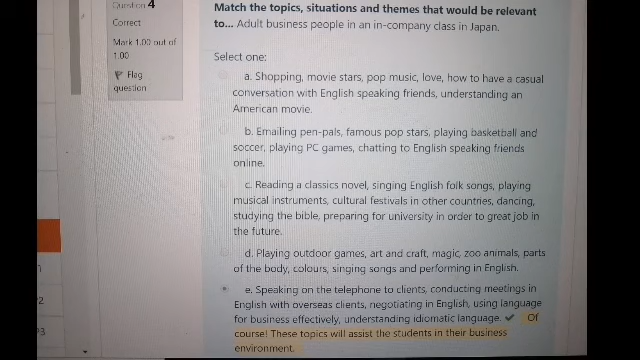 Question 4
Correct
Mark 1.00 out of
1.00
Flag
question
Match the topics, situations and themes that would be relevant
to... Adult business people in an in-company class in Japan.
Select one:
a. Shopping, movie stars, pop music, love, how to have a casual
conversation with English speaking friends, understanding an
American movie.
b. Emailing pen-pals, famous pop stars, playing basketball and
soccer, playing PC games, chatting to English speaking friends
online.
c. Reading a classics novel, singing English folk songs, playing
musical instruments, cultural festivals in other countries, dancing,
studying the bible, preparing for university in order to great job in
the future.
d. Playing outdoor games, art and craft, magic, zoo animals, parts
of the body, colours, singing songs and performing in English.
e. Speaking on the telephone to clients, conducting meetings in
English with overseas clients, negotiating in English, using language
for business effectively, understanding idiomatic language. ✔ Of
course! These topics will assist the students in their business
environment.
2
3